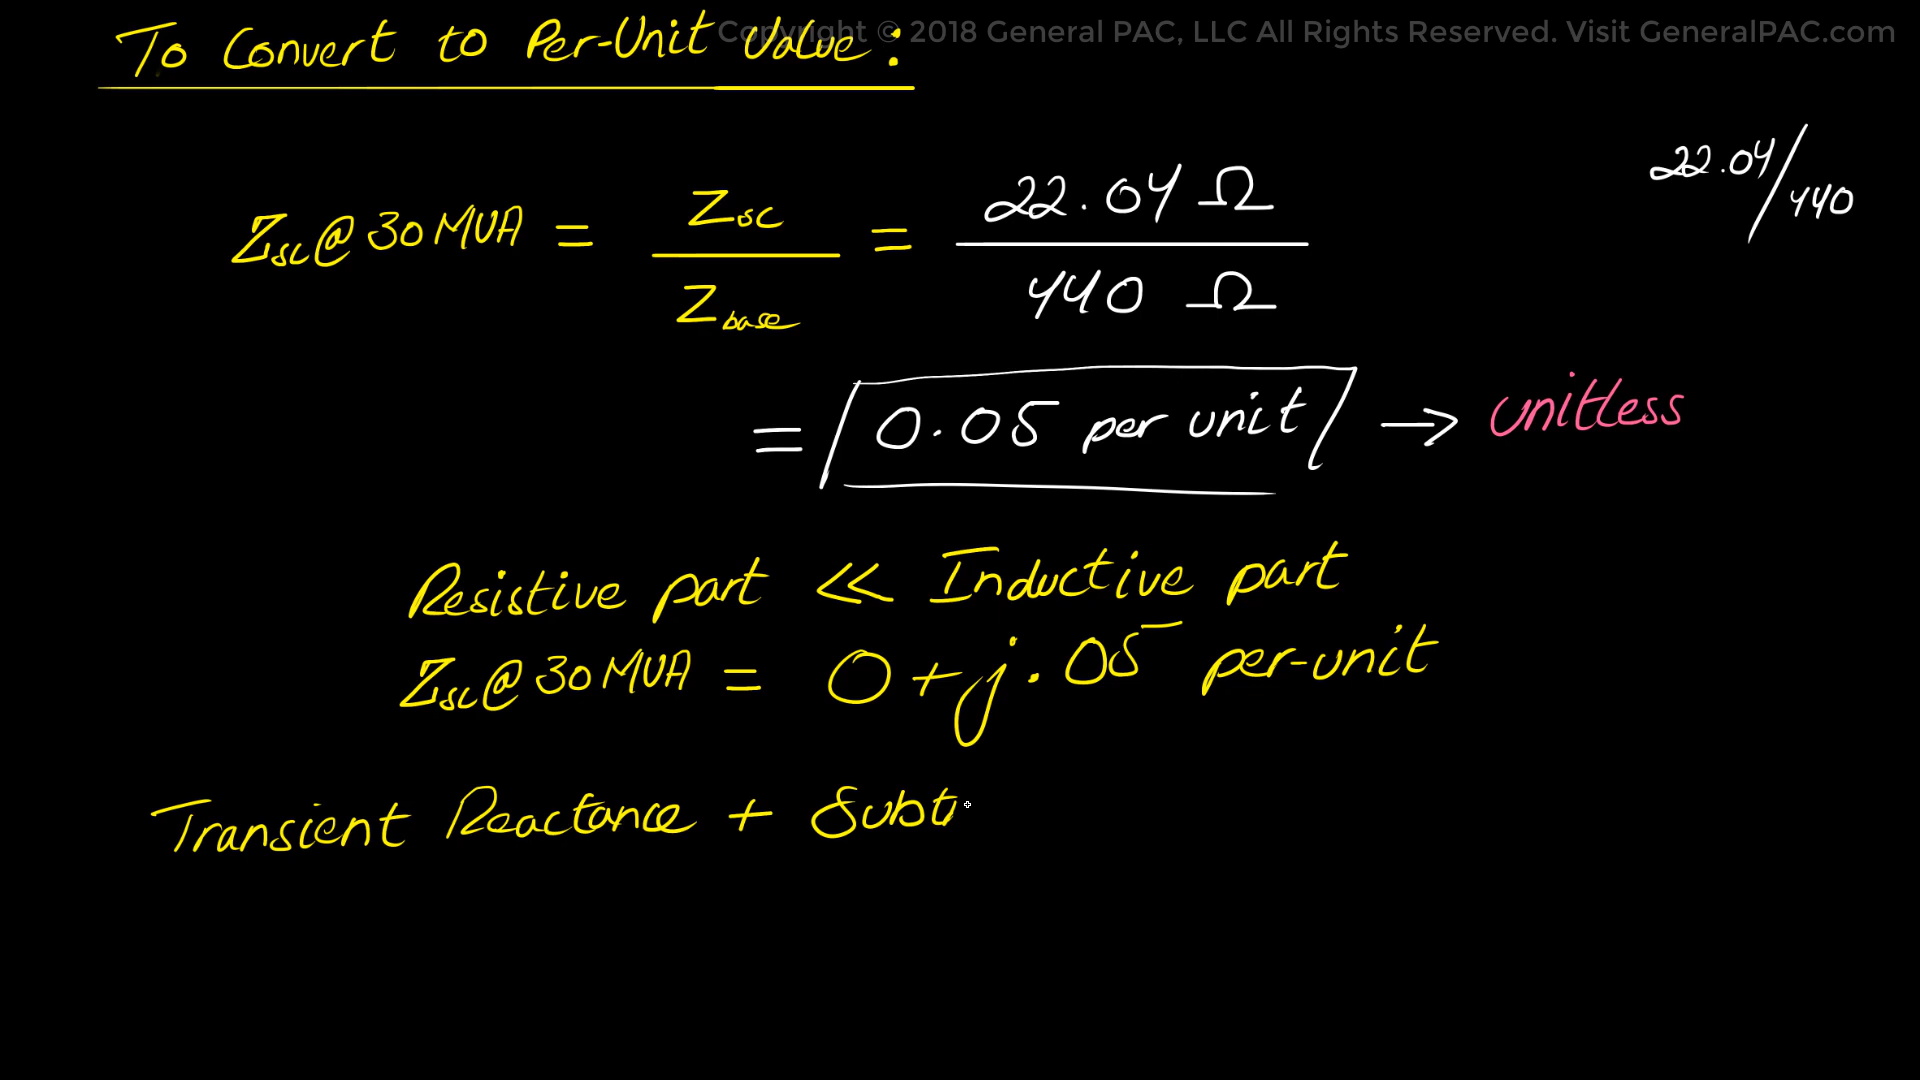 Copyright © 2018 General PAC, LLC All Rights Reserved. Visit GeneralPAC.com
To Convert to Per-Unit Value:
22.04/440
Zsc@30MVA = Zsc / Zbase = 22.04 Ω / 440 Ω
= 0.05 per unit → unitless
Resistive part << Inductive part
Zsc@30MVA = 0 + j.05 per-unit
Transient Reactance + Subt